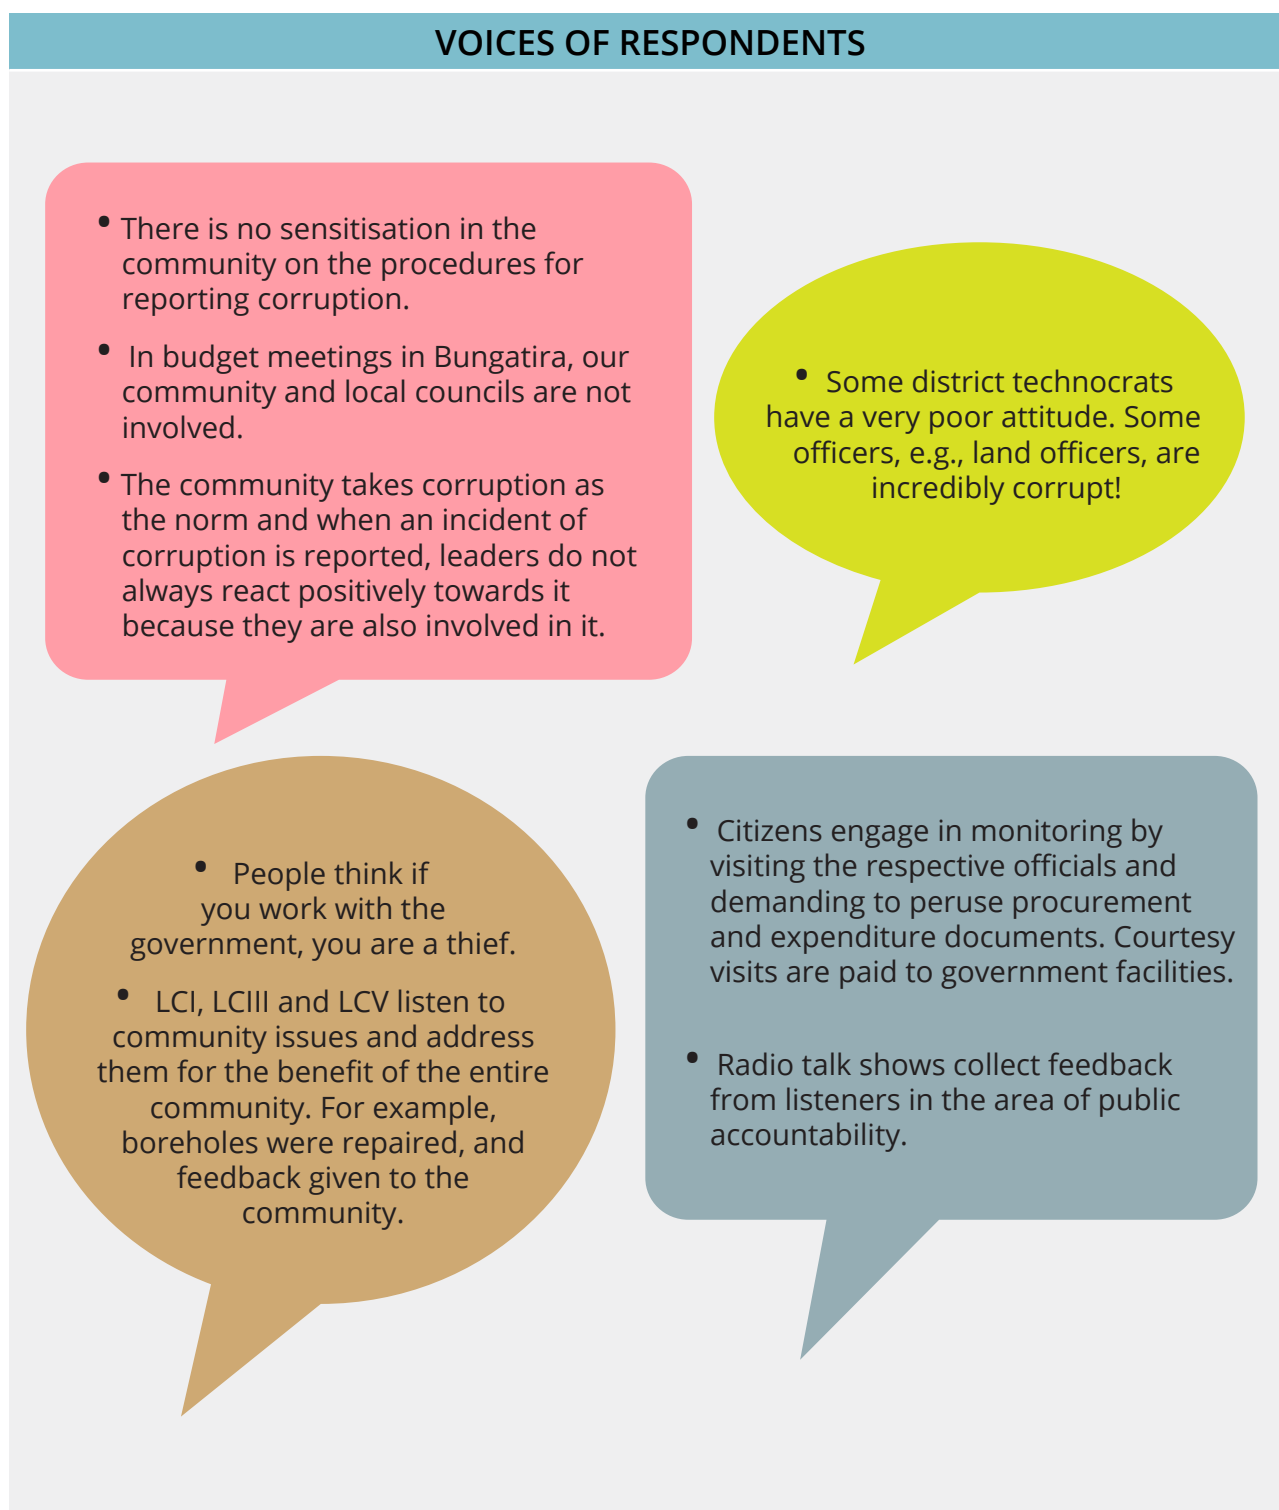 VOICES OF RESPONDENTS
• There is no sensitisation in the
community on the procedures for
reporting corruption.
• In budget meetings in Bungatira, our
community and local councils are not
involved.
• The community takes corruption as
the norm and when an incident of
corruption is reported, leaders do not
always react positively towards it
because they are also involved in it.
• Some district technocrats
have a very poor attitude. Some
officers, e.g., land officers, are
incredibly corrupt!
• People think if
you work with the
government, you are a thief.
• LCI, LCIII and LCV listen to
community issues and address
them for the benefit of the entire
community. For example,
boreholes were repaired, and
feedback given to the
community.
• Citizens engage in monitoring by
visiting the respective officials and
demanding to peruse procurement
and expenditure documents. Courtesy
visits are paid to government facilities.
• Radio talk shows collect feedback
from listeners in the area of public
accountability.